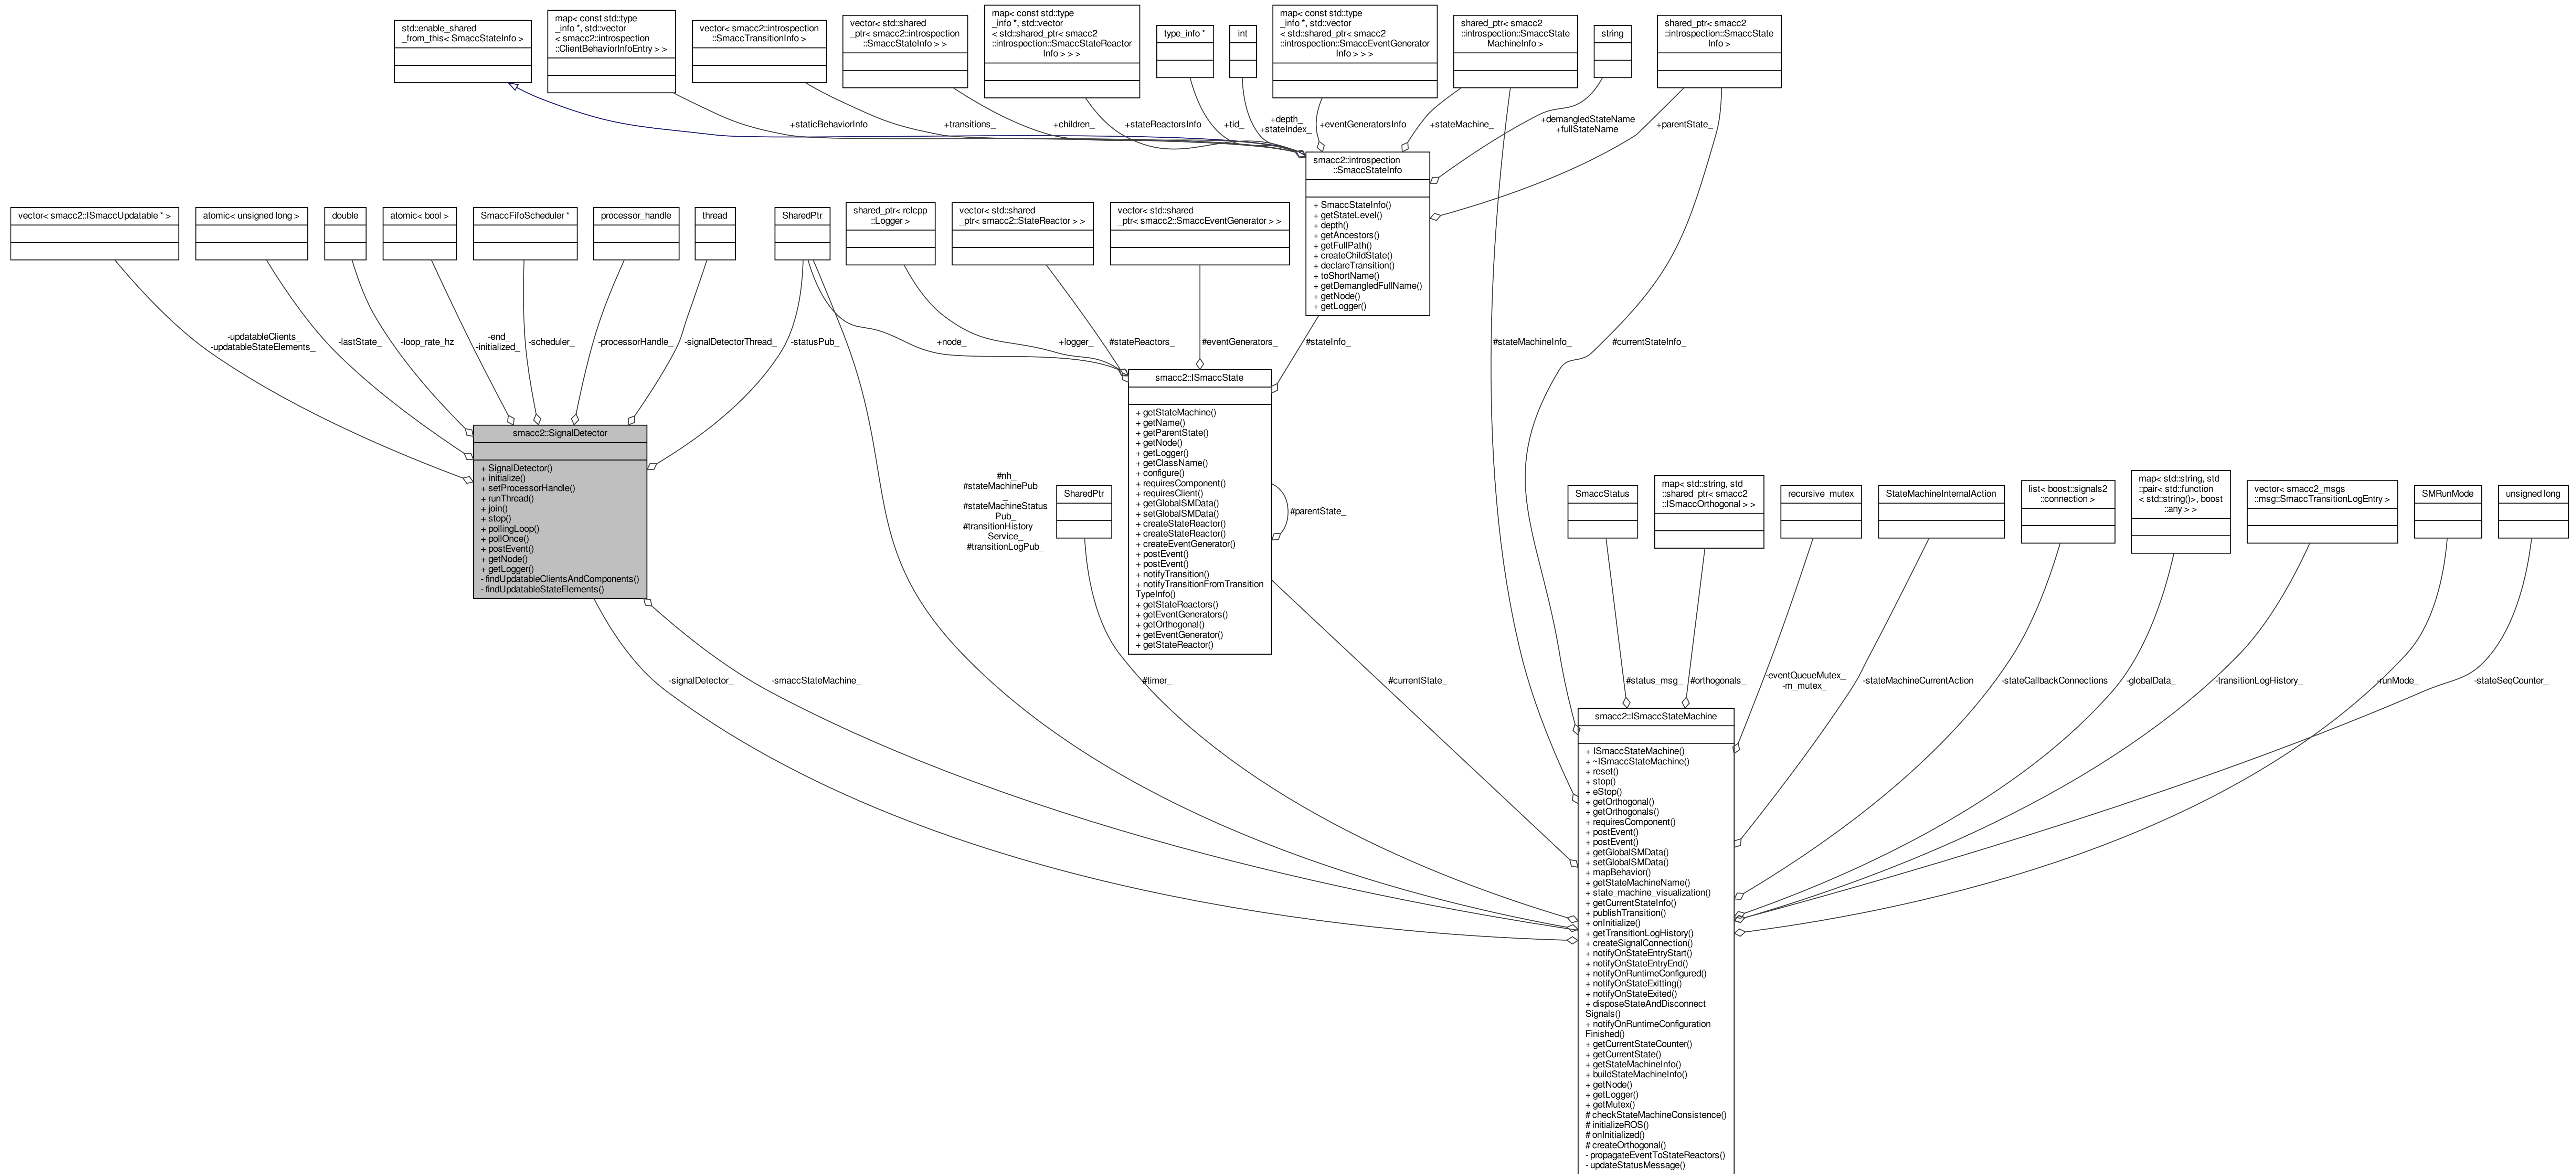 std::enable_shared
_from_this< SmaccStateInfo >
map< const std::type
_info *, std::vector
< smacc2::introspection
::ClientBehaviorInfoEntry > >
vector< smacc2::introspection
::SmaccTransitionInfo >
vector< std::shared
_ptr< smacc2::introspection
::SmaccStateInfo > >
map< const std::type
_info *, std::vector
< std::shared_ptr< smacc2
::introspection::SmaccStateReactor
Info > > >
type_info *
int
map< const std::type
_info *, std::vector
< std::shared_ptr< smacc2
::introspection::SmaccEventGenerator
Info > > >
shared_ptr< smacc2
::introspection::SmaccState
MachineInfo >
string
shared_ptr< smacc2
::introspection::SmaccState
Info >
+staticBehaviorInfo
+transitions_
+children_
+stateReactorsInfo
+tid_
+depth_
+stateIndex_
+eventGeneratorsInfo
+stateMachine_
+demangledStateName
+fullStateName
+parentState_
smacc2::introspection
::SmaccStateInfo
+ SmaccStateInfo()
+ getStateLevel()
+ depth()
+ getAncestors()
+ getFullPath()
+ createChildState()
+ declareTransition()
+ toShortName()
+ getDemangledFullName()
+ getNode()
+ getLogger()
vector< smacc2::ISmaccUpdatable * >
atomic< unsigned long >
double
atomic< bool >
SmaccFifoScheduler *
processor_handle
thread
SharedPtr
shared_ptr< rclcpp
::Logger >
vector< std::shared
_ptr< smacc2::StateReactor > >
vector< std::shared
_ptr< smacc2::SmaccEventGenerator > >
-updatableClients_
-updatableStateElements_
-lastState_
-loop_rate_hz
-end_
-initialized_
-scheduler_
-processorHandle_
-signalDetectorThread_
-statusPub_
+node_
+logger_
#stateReactors_
#eventGenerators_
#stateInfo_
#stateMachineInfo_
#currentStateInfo_
smacc2::SignalDetector
+ SignalDetector()
+ initialize()
+ setProcessorHandle()
+ runThread()
+ join()
+ stop()
+ pollingLoop()
+ pollOnce()
+ postEvent()
+ getNode()
+ getLogger()
- findUpdatableClientsAndComponents()
- findUpdatableStateElements()
smacc2::ISmaccState
+ getStateMachine()
+ getName()
+ getParentState()
+ getNode()
+ getLogger()
+ getClassName()
+ configure()
+ requiresComponent()
+ requiresClient()
+ getGlobalSMData()
+ setGlobalSMData()
+ createStateReactor()
+ createStateReactor()
+ createEventGenerator()
+ postEvent()
+ postEvent()
+ notifyTransition()
+ notifyTransitionFromTransition
TypeInfo()
+ getStateReactors()
+ getEventGenerators()
+ getOrthogonal()
+ getEventGenerator()
+ getStateReactor()
#parentState_
#nh_
#stateMachinePub
_
#stateMachineStatus
Pub_
#transitionHistory
Service_
#transitionLogPub_
SharedPtr
SmaccStatus
map< std::string, std
::shared_ptr< smacc2
::ISmaccOrthogonal > >
recursive_mutex
StateMachineInternalAction
list< boost::signals2
::connection >
map< std::string, std
::pair< std::function
< std::string()>, boost
::any > >
vector< smacc2_msgs
::msg::SmaccTransitionLogEntry >
SMRunMode
unsigned long
-signalDetector_
-smaccStateMachine_
#timer_
#currentState_
#status_msg_
#orthogonals_
-eventQueueMutex_
-m_mutex_
-stateMachineCurrentAction
-stateCallbackConnections
-globalData_
-transitionLogHistory_
-runMode_
-stateSeqCounter_
smacc2::ISmaccStateMachine
+ ISmaccStateMachine()
+ ~ISmaccStateMachine()
+ reset()
+ stop()
+ eStop()
+ getOrthogonal()
+ getOrthogonals()
+ requiresComponent()
+ postEvent()
+ postEvent()
+ getGlobalSMData()
+ setGlobalSMData()
+ mapBehavior()
+ getStateMachineName()
+ state_machine_visualization()
+ getCurrentStateInfo()
+ publishTransition()
+ onInitialize()
+ getTransitionLogHistory()
+ createSignalConnection()
+ notifyOnStateEntryStart()
+ notifyOnStateEntryEnd()
+ notifyOnRuntimeConfigured()
+ notifyOnStateExitting()
+ notifyOnStateExited()
+ disposeStateAndDisconnect
Signals()
+ notifyOnRuntimeConfiguration
Finished()
+ getCurrentStateCounter()
+ getCurrentState()
+ getStateMachineInfo()
+ buildStateMachineInfo()
+ getNode()
+ getLogger()
+ getMutex()
# checkStateMachineConsistence()
# initializeROS()
# onInitialized()
# createOrthogonal()
- propagateEventToStateReactors()
- updateStatusMessage()